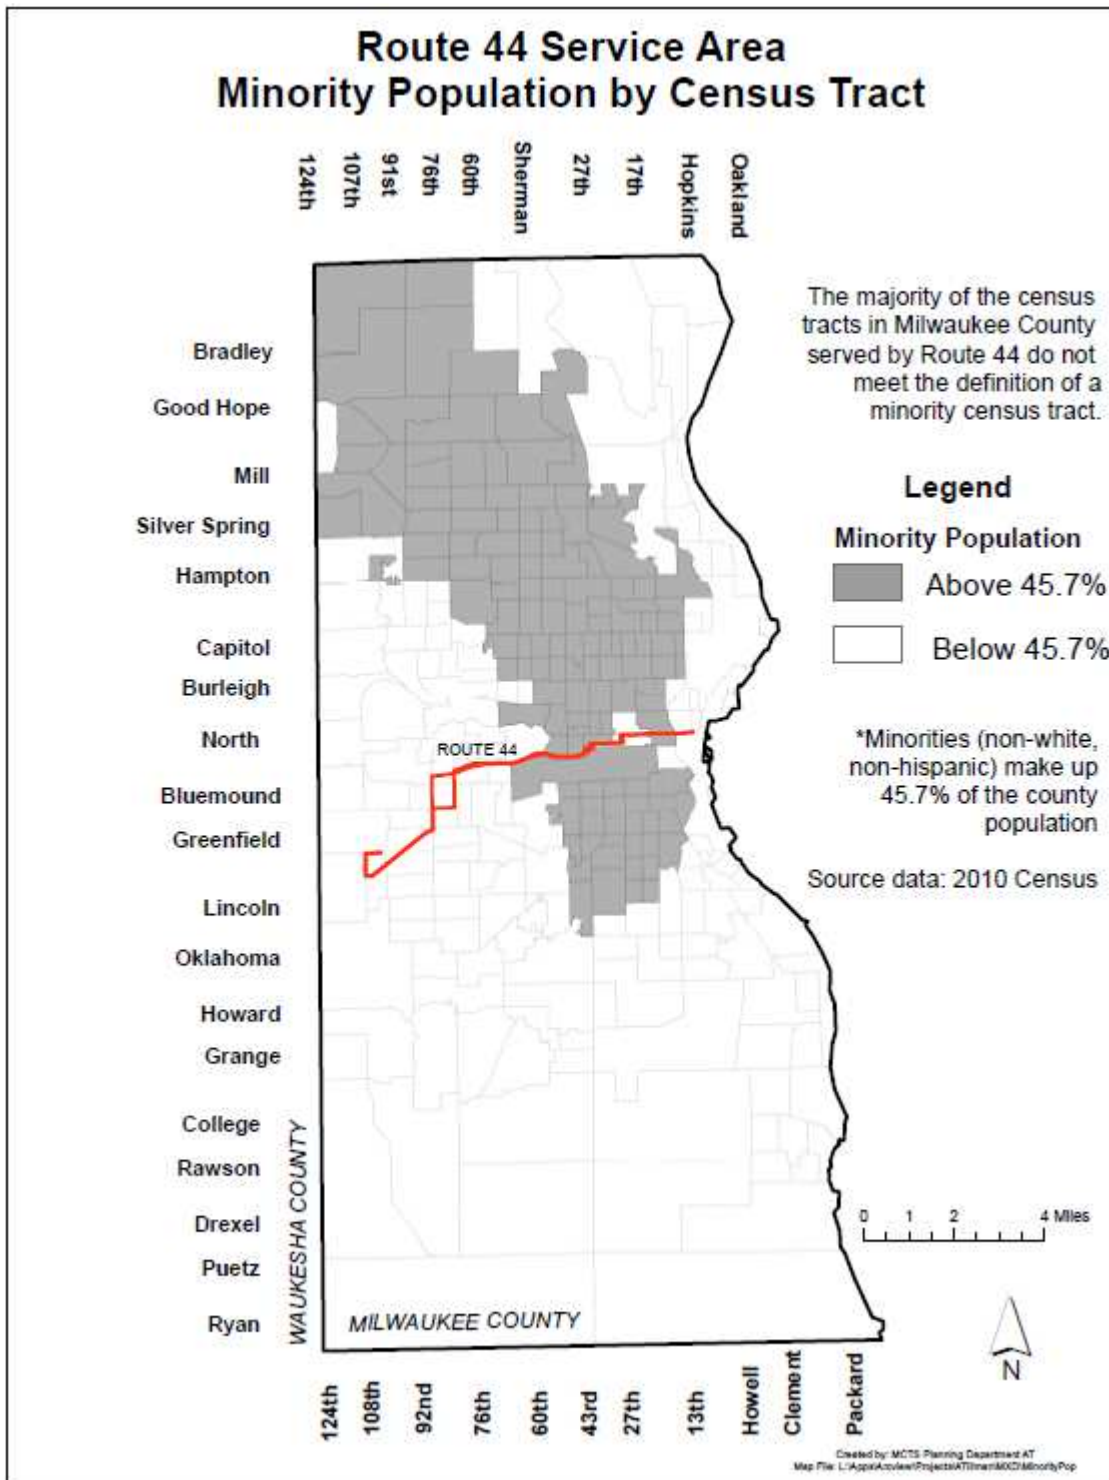 Route 44 Service Area
Minority Population by Census Tract
124th
107th
91st
76th
60th
Sherman
27th
17th
Hopkins
Oakland
The majority of the census
tracts in Milwaukee County
served by Route 44 do not
meet the definition of a
minority census tract.
Bradley
Good Hope
Mill
Silver Spring
Hampton
Capitol
Burleigh
North
Bluemound
Greenfield
Lincoln
Oklahoma
Howard
Grange
College
Rawson
Drexel
Puetz
Ryan
ROUTE 44
Legend
Minority Population
Above 45.7%
Below 45.7%
*Minorities (non-white,
non-hispanic) make up
45.7% of the county
population
Source data: 2010 Census
WAUKESHA COUNTY
MILWAUKEE COUNTY
0 1 2 4 Miles
N
124th
108th
92nd
76th
60th
43rd
27th
13th
Howell
Clement
Packard
Created by: MCTS Planning Department AT
Map File: